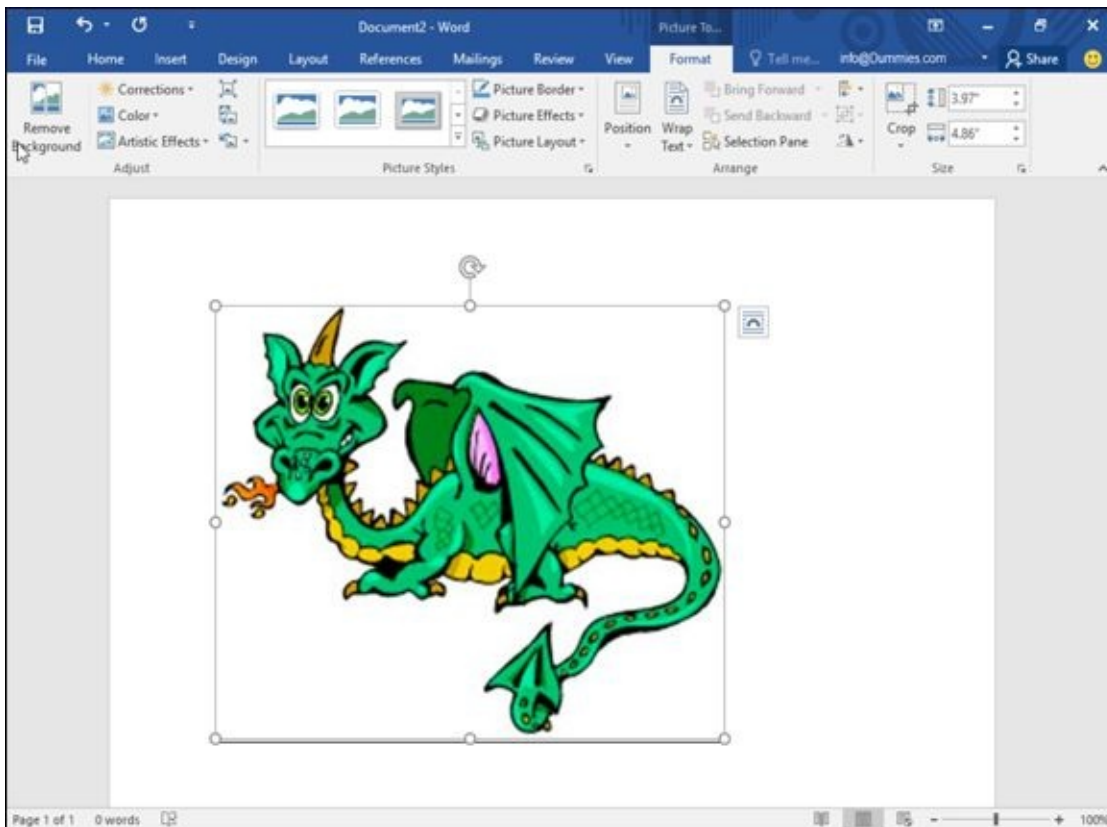 Document2 - Word
Picture To...
File Home Insert Design Layout References Mailings Review View Format Tell me... info@Dummies.com Share
Remove Background
Corrections
Color
Artistic Effects
Adjust
Picture Border
Picture Effects
Picture Layout
Picture Styles
Position
Wrap Text
Bring Forward
Send Backward
Selection Pane
Arrange
Crop
3.97"
4.86"
Size
Page 1 of 1 0 words
100%